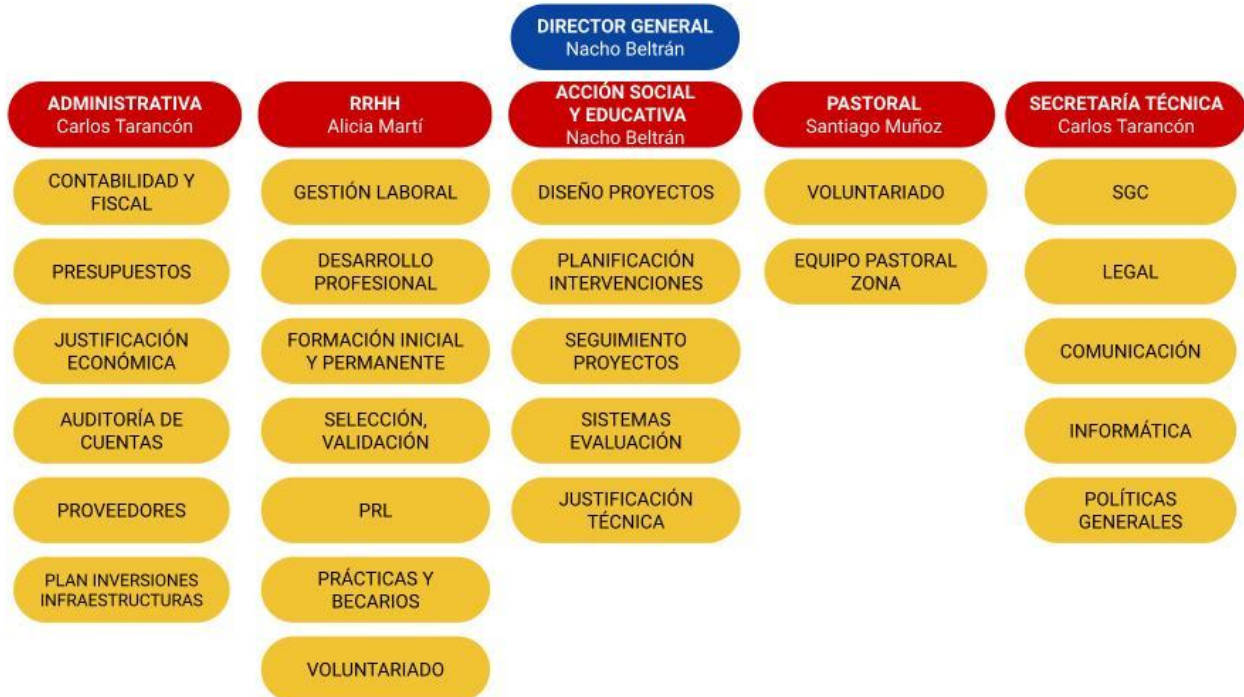 DIRECTOR GENERAL
Nacho Beltrán
ADMINISTRATIVA
Carlos Tarancón
CONTABILIDAD Y
FISCAL
PRESUPUESTOS
JUSTIFICACIÓN
ECONÓMICA
AUDITORÍA DE
CUENTAS
PROVEEDORES
PLAN INVERSIONES
INFRAESTRUCTURAS
RRHH
Alicia Martí
GESTIÓN LABORAL
DESARROLLO
PROFESIONAL
FORMACIÓN INICIAL
Y PERMANENTE
SELECCIÓN,
VALIDACIÓN
PRL
PRÁCTICAS Y
BECARIOS
VOLUNTARIADO
ACCIÓN SOCIAL
Y EDUCATIVA
Nacho Beltrán
DISEÑO PROYECTOS
PLANIFICACIÓN
INTERVENCIONES
SEGUIMIENTO
PROYECTOS
SISTEMAS
EVALUACIÓN
JUSTIFICACIÓN
TÉCNICA
PASTORAL
Santiago Muñoz
VOLUNTARIADO
EQUIPO PASTORAL
ZONA
SECRETARÍA TÉCNICA
Carlos Tarancón
SGC
LEGAL
COMUNICACIÓN
INFORMÁTICA
POLÍTICAS
GENERALES